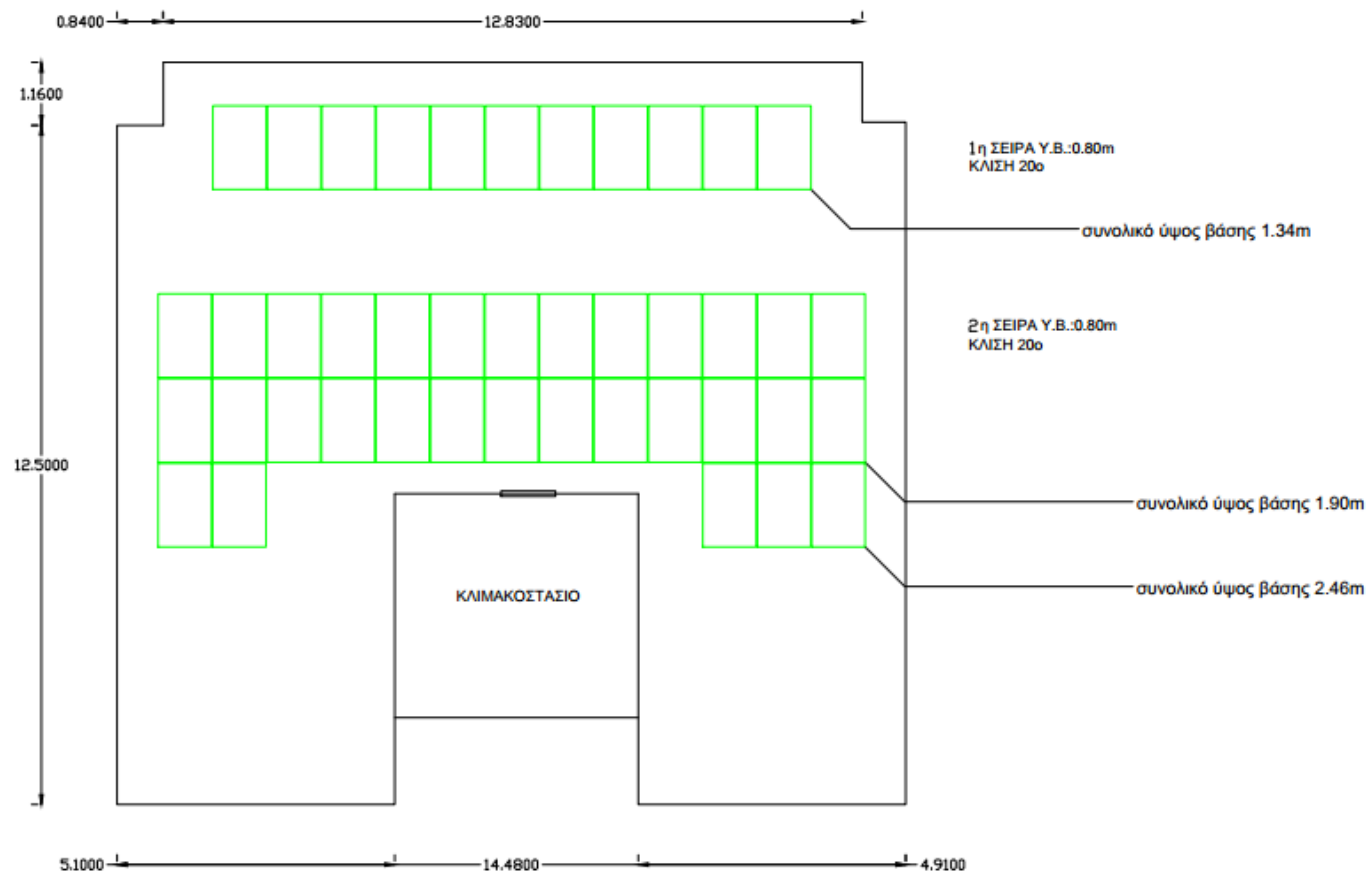 0.8400
12.8300
1.1600
1η ΣΕΙΡΑ Υ.Β.:0.80m
ΚΛΙΣΗ 20ο
συνολικό ύψος βάσης 1.34m
2η ΣΕΙΡΑ Υ.Β.:0.80m
ΚΛΙΣΗ 20ο
12.5000
συνολικό ύψος βάσης 1.90m
συνολικό ύψος βάσης 2.46m
ΚΛΙΜΑΚΟΣΤΑΣΙΟ
5.1000
14.4800
4.9100